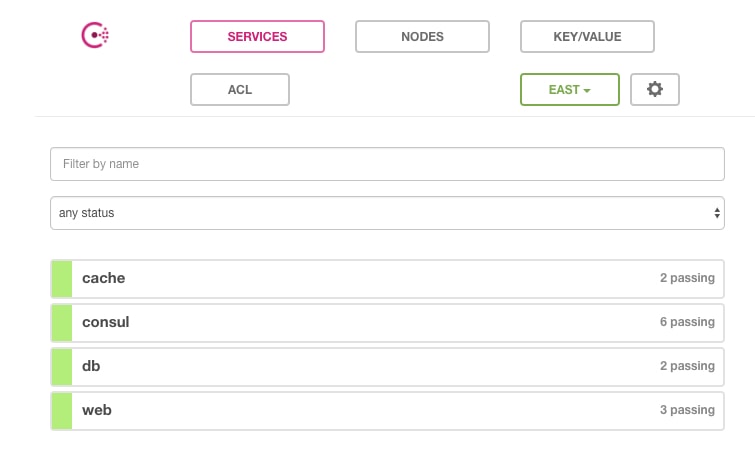 SERVICES NODES KEY/VALUE
ACL EAST
Filter by name
any status
cache 2 passing
consul 6 passing
db 2 passing
web 3 passing